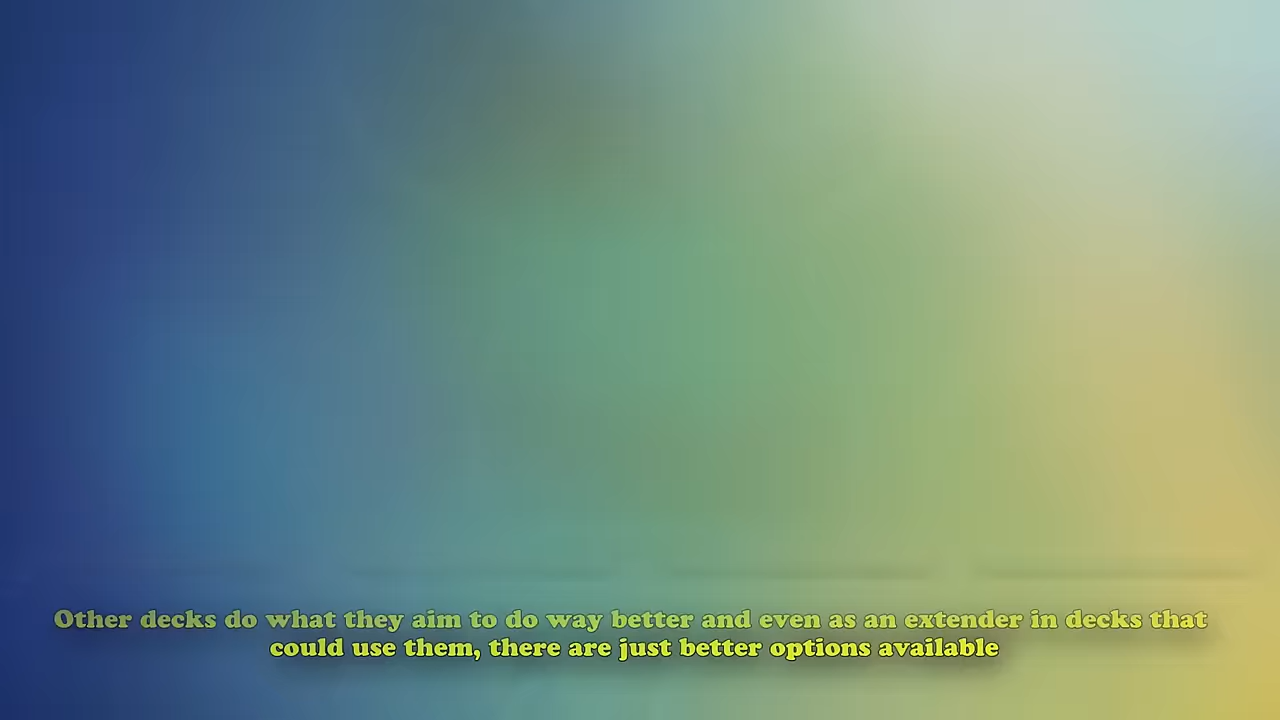 Other decks do what they aim to do way better and even as an extender in decks that
could use them, there are just better options available